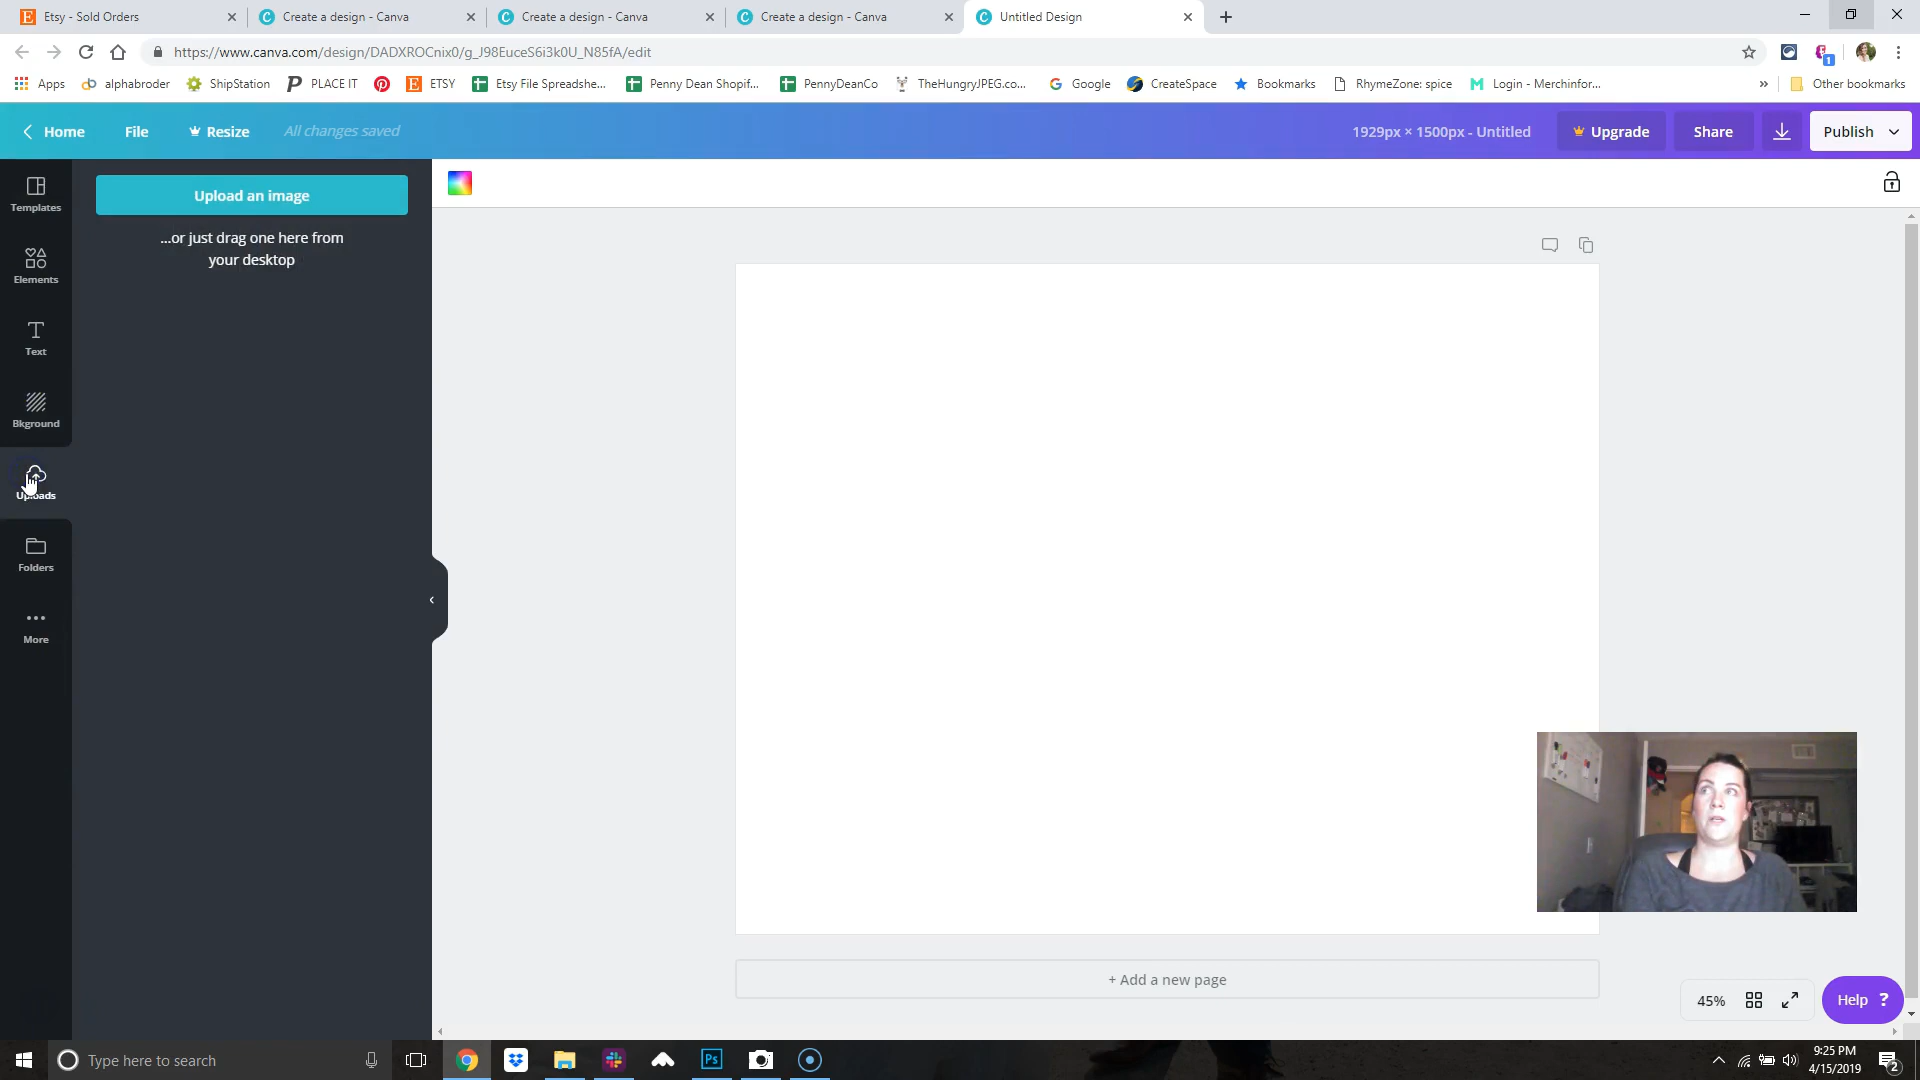 Etsy - Sold Orders
Create a design - Canva
Create a design - Canva
Create a design - Canva
Untitled Design
https://www.canva.com/design/DADXROCnix0/g_J98EuceS6i3k0U_N85fA/edit
1
Apps
alphabroder
ShipStation
PLACE IT
ETSY
Etsy File Spreadshe...
Penny Dean Shopif...
PennyDeanCo
TheHungryJPEG.co...
Google
CreateSpace
Bookmarks
RhymeZone: spice
Login - Merchinfor...
Other bookmarks
Home
File
Resize
All changes saved
1929px × 1500px - Untitled
Upgrade
Share
Publish
Templates
Elements
Text
Bkground
Uploads
Folders
More
Upload an image
...or just drag one here from
your desktop
+ Add a new page
45%
Help ?
Type here to search
Ps
9:25 PM
4/15/2019
2